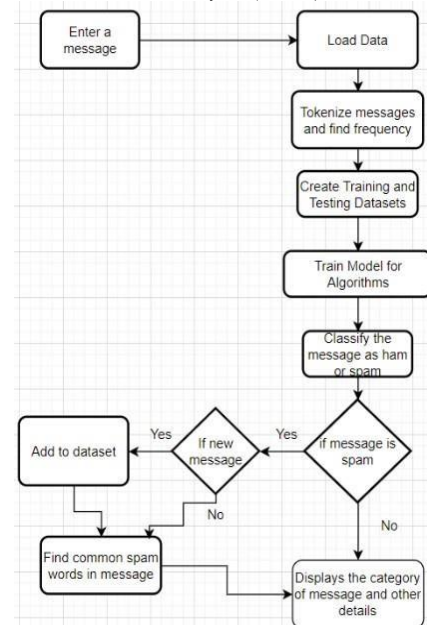 Enter a
message
Load Data
Tokenize messages
and find frequency
Create Training and
Testing Datasets
Train Model for
Algorithms
Classify the
message as ham
or spam
if message is
spam
Yes
If new
message
Yes
Add to dataset
No
No
Find common spam
words in message
Displays the category
of message and other
details